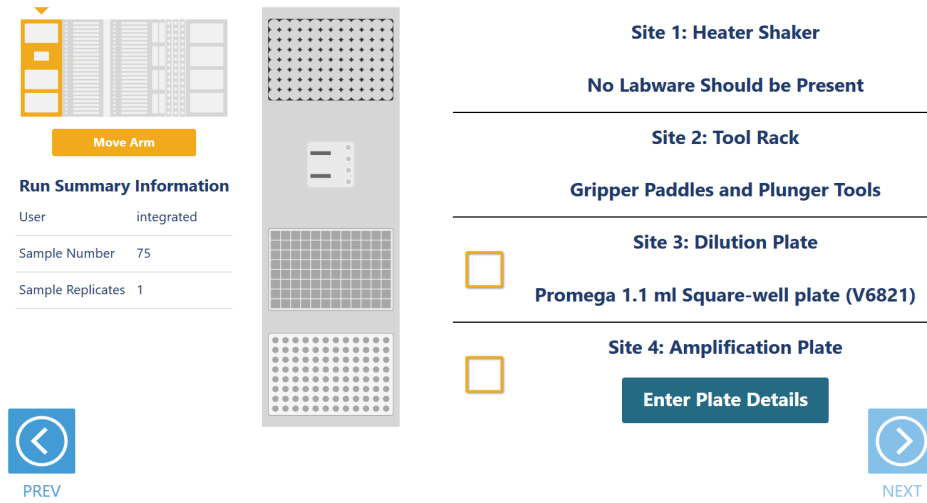 Move Arm
Run Summary Information
User integrated
Sample Number 75
Sample Replicates 1
PREV
Site 1: Heater Shaker
No Labware Should be Present
Site 2: Tool Rack
Gripper Paddles and Plunger Tools
Site 3: Dilution Plate
Promega 1.1 ml Square-well plate (V6821)
Site 4: Amplification Plate
Enter Plate Details
NEXT